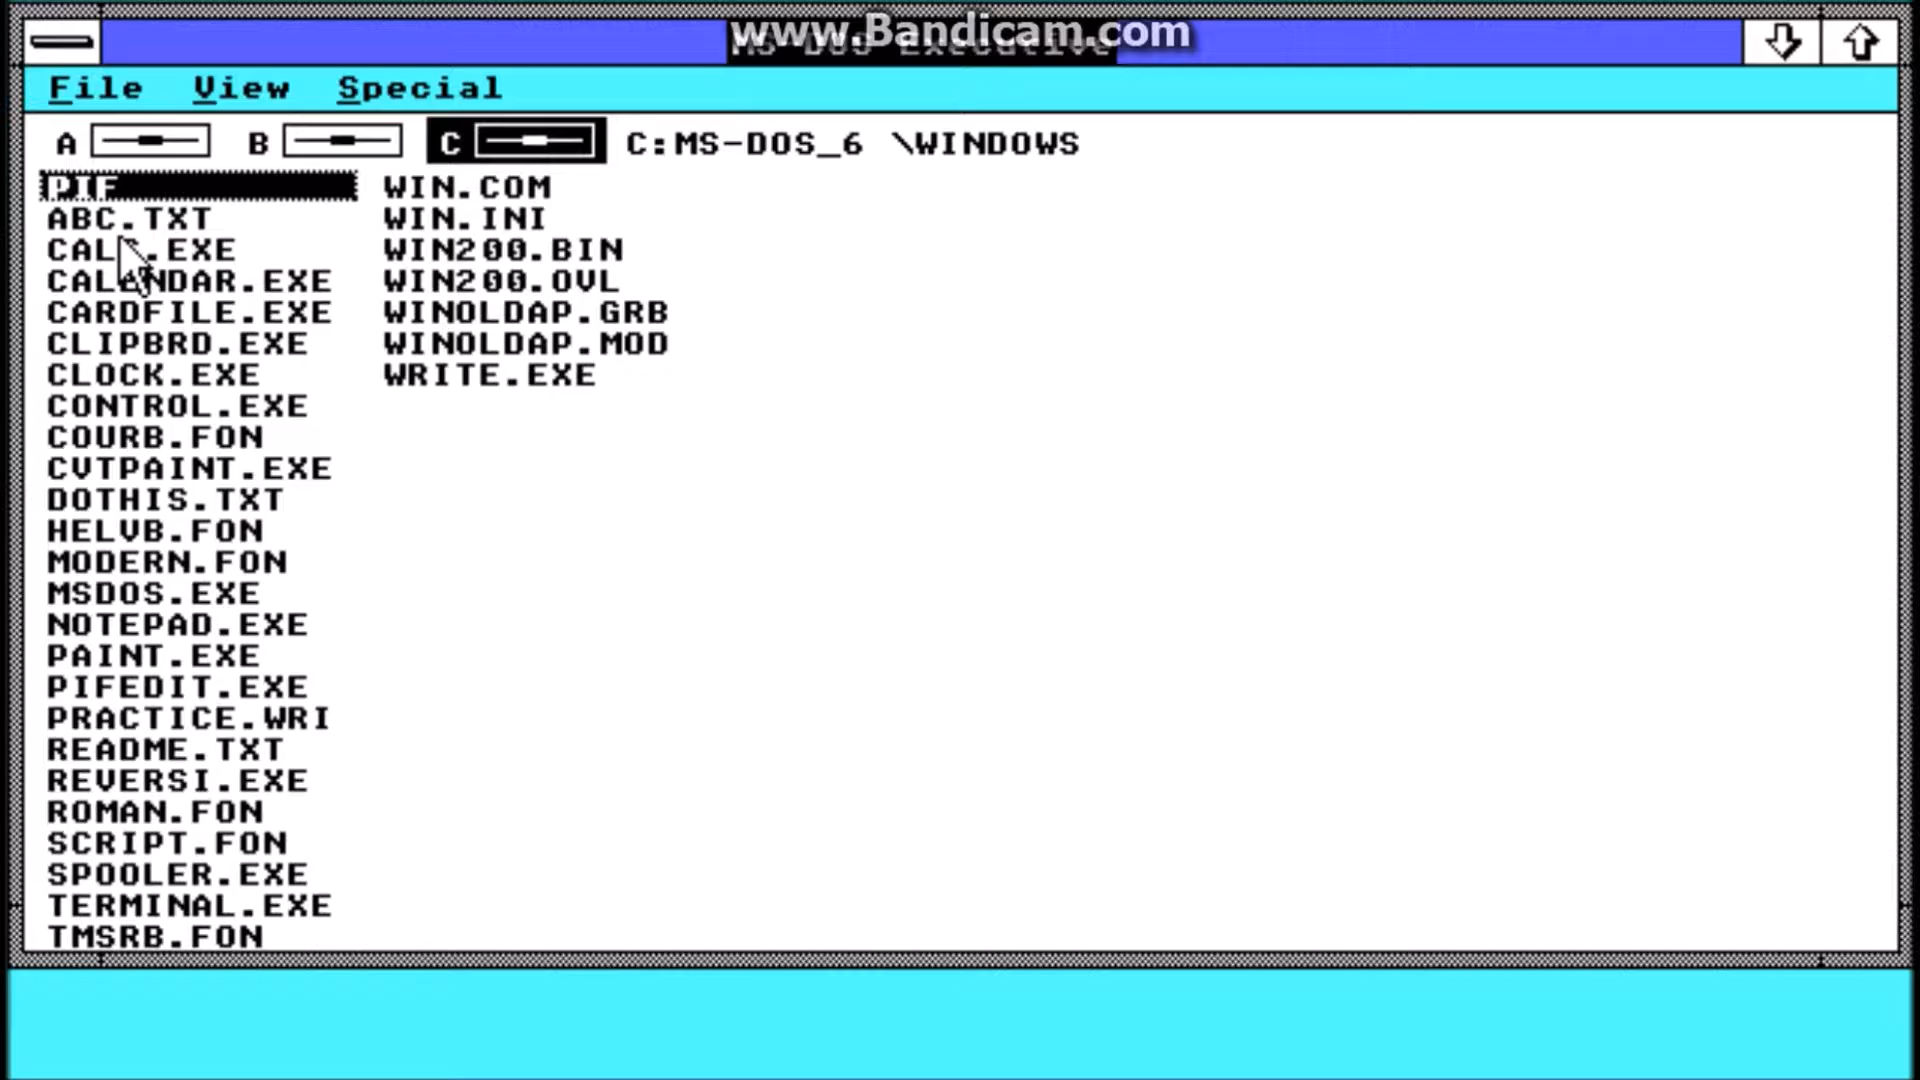 www.Bandicam.com
MS-DOS Executive
File View Special
A B C C:MS-DOS_6 \WINDOWS
PIF
ABC.TXT
CALC.EXE
CALENDAR.EXE
CARDFILE.EXE
CLIPBRD.EXE
CLOCK.EXE
CONTROL.EXE
COURB.FON
CVTPAINT.EXE
DOTHIS.TXT
HELVB.FON
MODERN.FON
MSDOS.EXE
NOTEPAD.EXE
PAINT.EXE
PIFEDIT.EXE
PRACTICE.WRI
README.TXT
REVERSI.EXE
ROMAN.FON
SCRIPT.FON
SPOOLER.EXE
TERMINAL.EXE
TMSRB.FON
WIN.COM
WIN.INI
WIN200.BIN
WIN200.OVL
WINOLDAP.GRB
WINOLDAP.MOD
WRITE.EXE